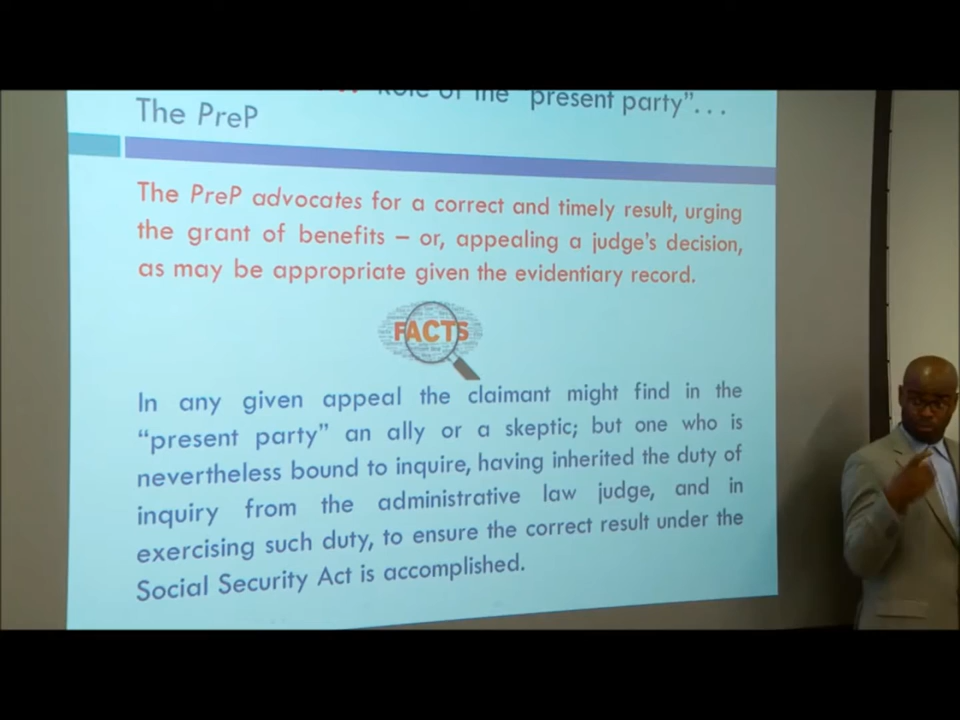 Role of the "present party"...
The PreP
The PreP advocates for a correct and timely result, urging
the grant of benefits – or, appealing a judge's decision,
as may be appropriate given the evidentiary record.
FACTS
In any given appeal the claimant might find in the
"present party" an ally or a skeptic; but one who is
nevertheless bound to inquire, having inherited the duty of
inquiry from the administrative law judge, and in
exercising such duty, to ensure the correct result under the
Social Security Act is accomplished.